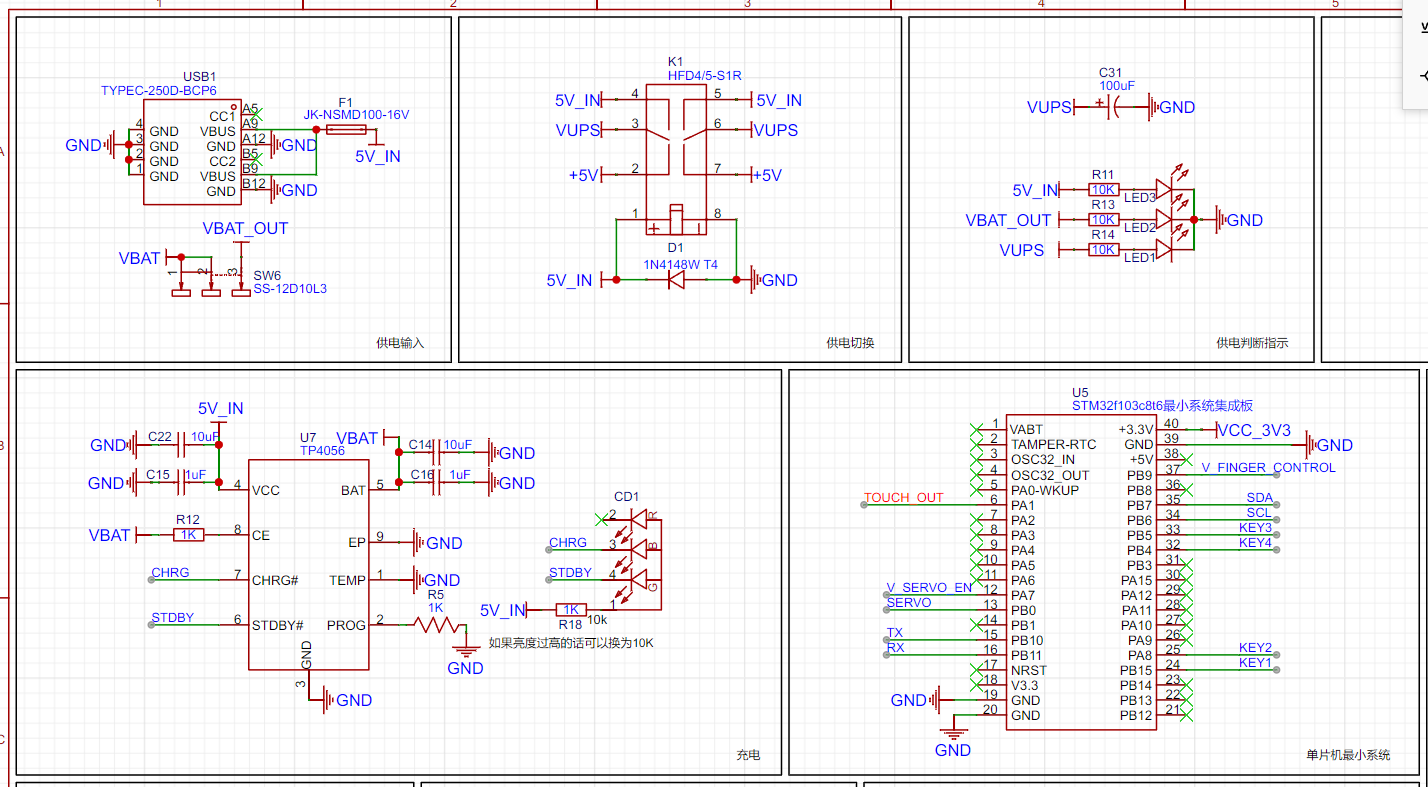 1
2
3
4
5
A
USB1
TYPEC-250D-BCP6
F1
JK-NSMD100-16V
GND
4
3
2
1
GND
GND
GND
GND
CC1
VBUS
GND
CC2
VBUS
GND
A5
A9
A12
B5
B9
B12
GND
GND
5V_IN
VBAT_OUT
VBAT
1
2
3
SW6
SS-12D10L3
供电输入
K1
HFD4/5-S1R
5V_IN
4
5
5V_IN
VUPS
3
6
VUPS
+5V
2
7
+5V
1
8
D1
1N4148W T4
5V_IN
GND
供电切换
C31
100uF
VUPS
GND
5V_IN
R11
10K
LED3
VBAT_OUT
R13
10K
LED2
GND
VUPS
R14
10K
LED1
供电判断指示
B
5V_IN
GND
C22
10uF
GND
C15
1uF
U7
TP4056
VBAT
C14
10uF
GND
C16
1uF
GND
4
VCC
BAT
5
VBAT
R12
1K
8
CE
EP
9
GND
CHRG
7
CHRG#
TEMP
1
GND
R5
1K
STDBY
6
STDBY#
PROG
2
GND
GND
3
GND
CD1
2
R
CHRG
3
B
STDBY
4
G
1
5V_IN
1K
10k
R18
如果亮度过高的话可以换为10K
充电
C
U5
STM32f103c8t6最小系统集成板
1
VABT
+3.3V
40
VCC_3V3
2
TAMPER-RTC
GND
39
GND
3
OSC32_IN
+5V
38
4
OSC32_OUT
PB9
37
V_FINGER_CONTROL
5
PA0-WKUP
PB8
36
TOUCH_OUT
6
PA1
PB7
35
SDA
7
PA2
PB6
34
SCL
8
PA3
PB5
33
KEY3
9
PA4
PB4
32
KEY4
10
PA5
PB3
31
11
PA6
PA15
30
V_SERVO_EN
12
PA7
PA12
29
SERVO
13
PB0
PA11
28
14
PB1
PA10
27
TX
15
PB10
PA9
26
RX
16
PB11
PA8
25
KEY2
17
NRST
PB15
24
KEY1
18
V3.3
PB14
23
GND
19
GND
PB13
22
20
GND
PB12
21
GND
单片机最小系统